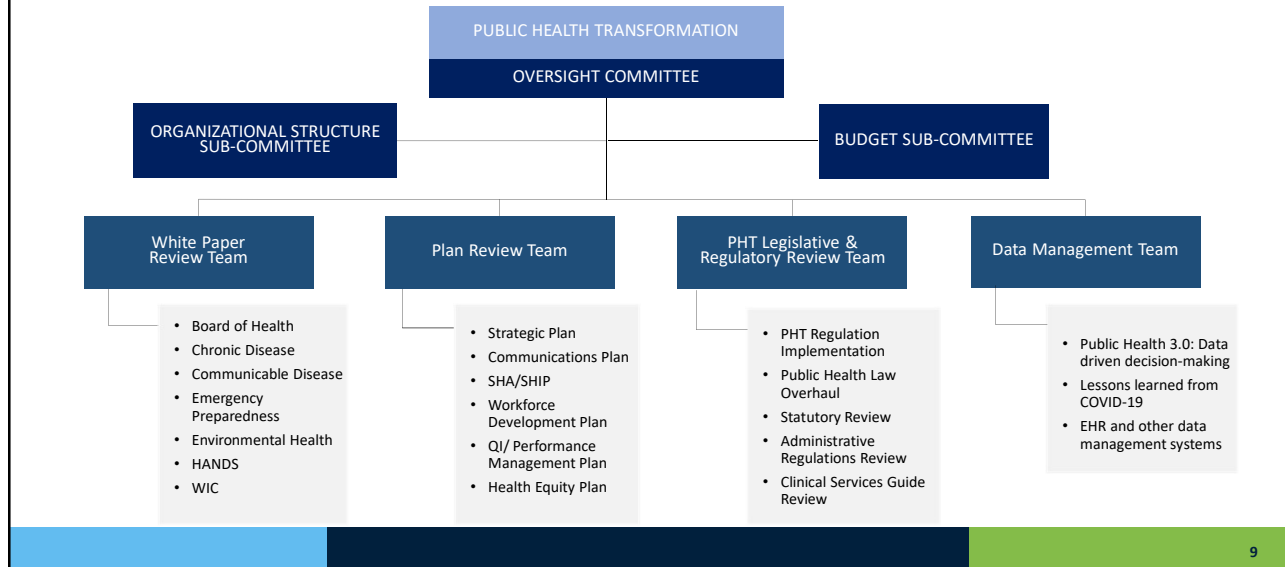 PUBLIC HEALTH TRANSFORMATION
OVERSIGHT COMMITTEE
ORGANIZATIONAL STRUCTURE
SUB-COMMITTEE
BUDGET SUB-COMMITTEE
White Paper
Review Team
• Board of Health
• Chronic Disease
• Communicable Disease
• Emergency
Preparedness
• Environmental Health
• HANDS
• WIC
Plan Review Team
• Strategic Plan
• Communications Plan
• SHA/SHIP
• Workforce
Development Plan
• QI/ Performance
Management Plan
• Health Equity Plan
PHT Legislative &
Regulatory Review Team
• PHT Regulation
Implementation
• Public Health Law
Overhaul
• Statutory Review
• Administrative
Regulations Review
• Clinical Services Guide
Review
Data Management Team
• Public Health 3.0: Data
driven decision-making
• Lessons learned from
COVID-19
• EHR and other data
management systems
9